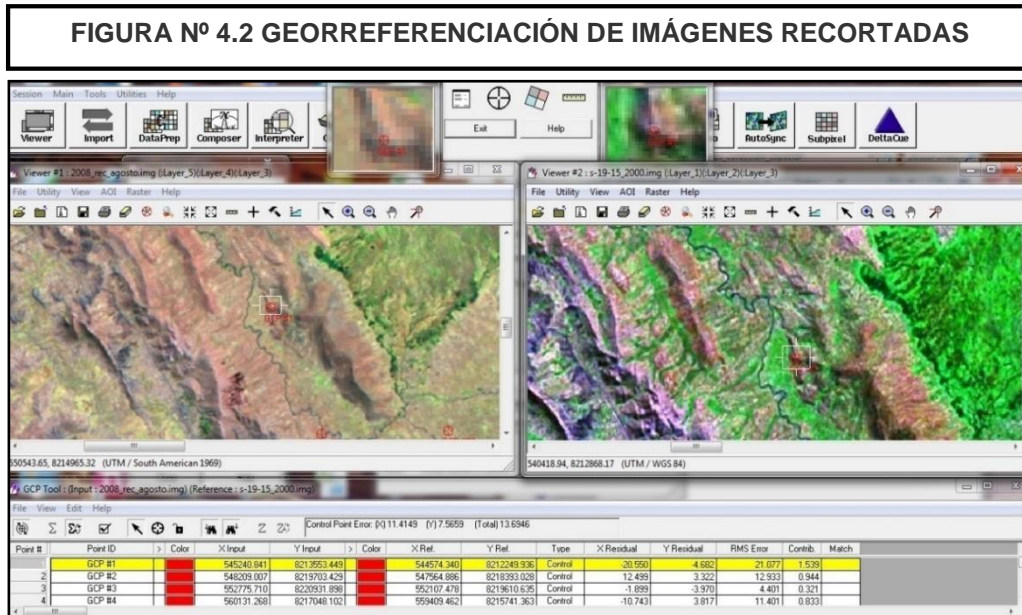 FIGURA Nº 4.2 GEORREFERENCIACIÓN DE IMÁGENES RECORTADAS
Session Main Tools Utilities Help
Viewer Import DataPrep Composer Interpreter Exit Help AutoSync Subpixel DeltaCue
Viewer #1 : 2008_rec_agosto.img (:Layer_5)(:Layer_4)(:Layer_3)
File Utility View AOI Raster Help
550543.65, 8214965.32 (UTM / South American 1969)
Viewer #2 : s-19-15_2000.img (:Layer_1)(:Layer_2)(:Layer_3)
File Utility View AOI Raster Help
540418.94, 8212868.17 (UTM / WGS 84)
GCP Tool : (Input : 2008_rec_agosto.img) (Reference : s-19-15_2000.img)
File View Edit Help
Control Point Error: (X) 11.4149 (Y) 7.5659 (Total) 13.6946
Point # Point ID > Color X Input Y Input > Color X Ref. Y Ref. Type X Residual Y Residual RMS Error Contrib. Match
GCP #1 545240.841 8213553.449 544574.340 8212249.936 Control -20.550 -4.682 21.077 1.539
2 GCP #2 548209.007 8219703.429 547564.886 8218393.028 Control 12.499 3.322 12.933 0.944
3 GCP #3 552775.710 8220931.898 552107.478 8219610.635 Control -1.899 -3.970 4.401 0.321
4 GCP #4 560131.268 8217048.102 559409.462 8215741.363 Control -10.743 3.817 11.401 0.833